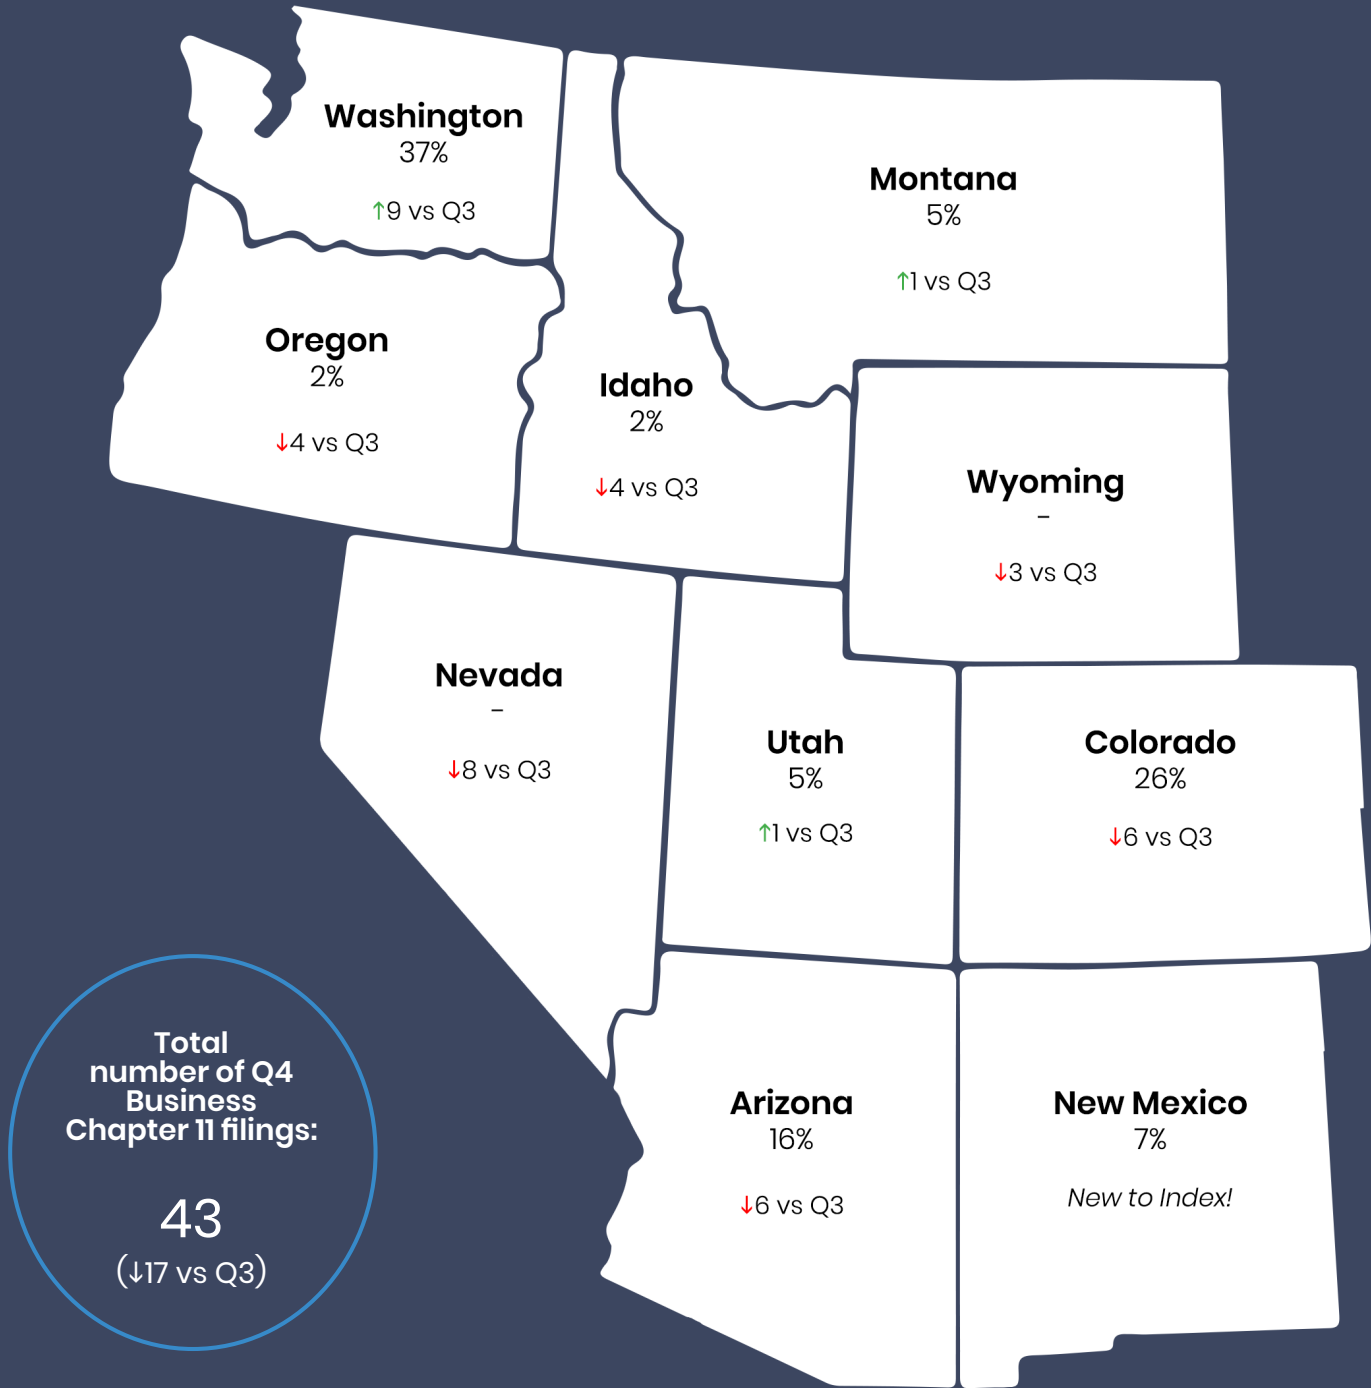 Washington
37%
↑9 vs Q3
Montana
5%
↑1 vs Q3
Oregon
2%
↓4 vs Q3
Idaho
2%
↓4 vs Q3
Wyoming
-
↓3 vs Q3
Nevada
-
↓8 vs Q3
Utah
5%
↑1 vs Q3
Colorado
26%
↓6 vs Q3
Arizona
16%
↓6 vs Q3
New Mexico
7%
New to Index!
Total
number of Q4
Business
Chapter 11 filings:
43
(↓17 vs Q3)